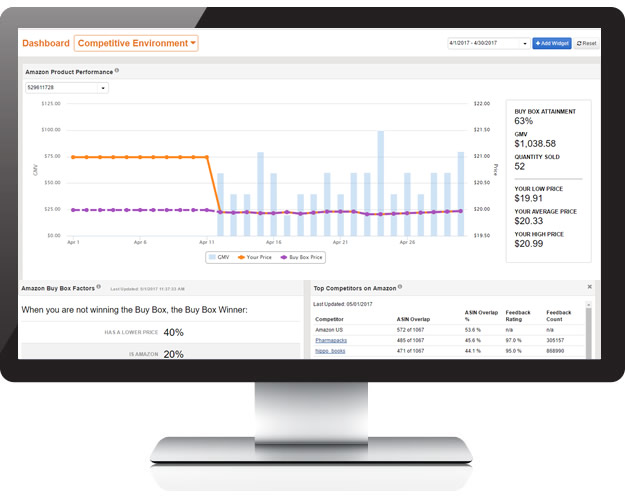 Dashboard Competitive Environment
4/1/2017 - 4/30/2017 Add Widget Reset
Amazon Product Performance
529611728
$125.00
$100.00
$75.00
$50.00
$25.00
$0.00
GMV
$22.00
$21.50
$21.00
$20.50
$20.00
$19.50
Price
Apr 1 Apr 6 Apr 11 Apr 16 Apr 21 Apr 26
GMV Your Price Buy Box Price
BUY BOX ATTAINMENT
63%
GMV
$1,038.58
QUANTITY SOLD
52
YOUR LOW PRICE
$19.91
YOUR AVERAGE PRICE
$20.33
YOUR HIGH PRICE
$20.99
Amazon Buy Box Factors Last Updated: 5/1/2017 11:37:23 AM
When you are not winning the Buy Box, the Buy Box Winner:
HAS A LOWER PRICE 40%
IS AMAZON 20%
Top Competitors on Amazon
Last Updated: 05/01/2017
Competitor ASIN Overlap ASIN Overlap % Feedback Rating Feedback Count
Amazon US 572 of 1067 53.6 % n/a n/a
Pharmapacks 485 of 1067 45.6 % 97.0 % 305157
hippo_books 471 of 1067 44.1 % 95.0 % 868990